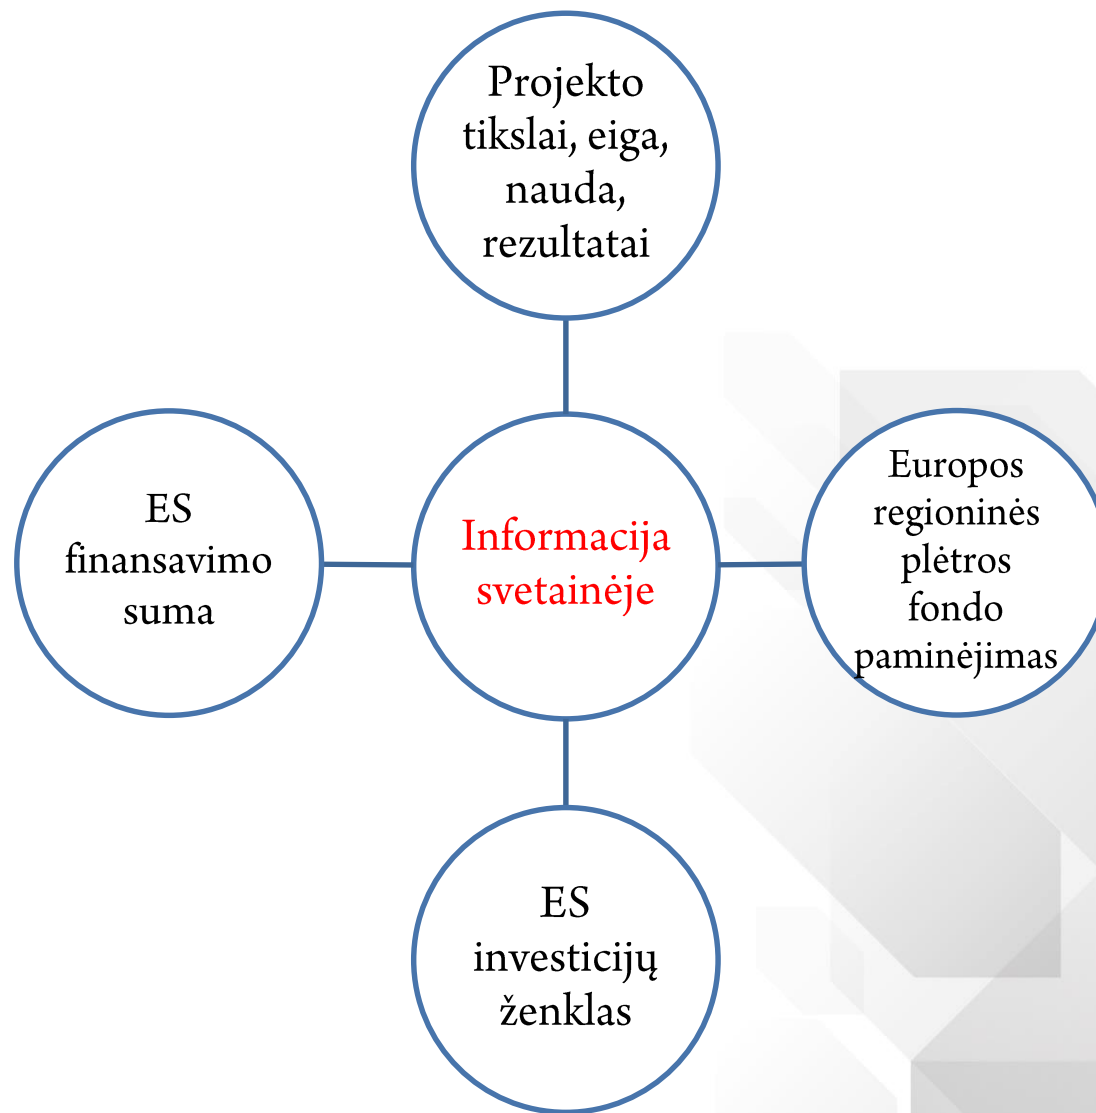 Projekto
tikslai, eiga,
nauda,
rezultatai
ES
finansavimo
suma
Informacija
svetainėje
Europos
regioninės
plėtros
fondo
paminėjimas
ES
investicijų
ženklas